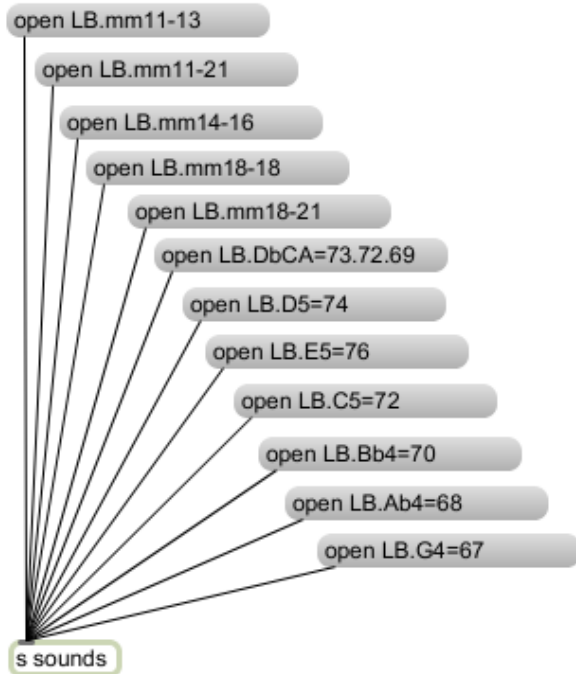 open LB.mm11-13
open LB.mm11-21
open LB.mm14-16
open LB.mm18-18
open LB.mm18-21
open LB.DbCA=73.72.69
open LB.D5=74
open LB.E5=76
open LB.C5=72
open LB.Bb4=70
open LB.Ab4=68
open LB.G4=67
s sounds